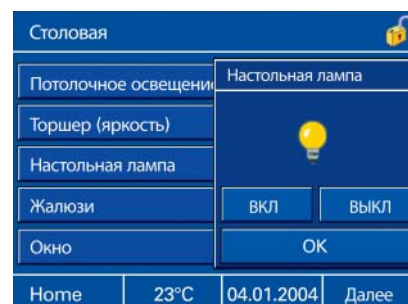 Столовая
Потолочное освещени
Торшер (яркость)
Настольная лампа
Жалюзи
Окно
Настольная лампа
ВКЛ ВЫКЛ
ОК
Home 23°C 04.01.2004 Далее